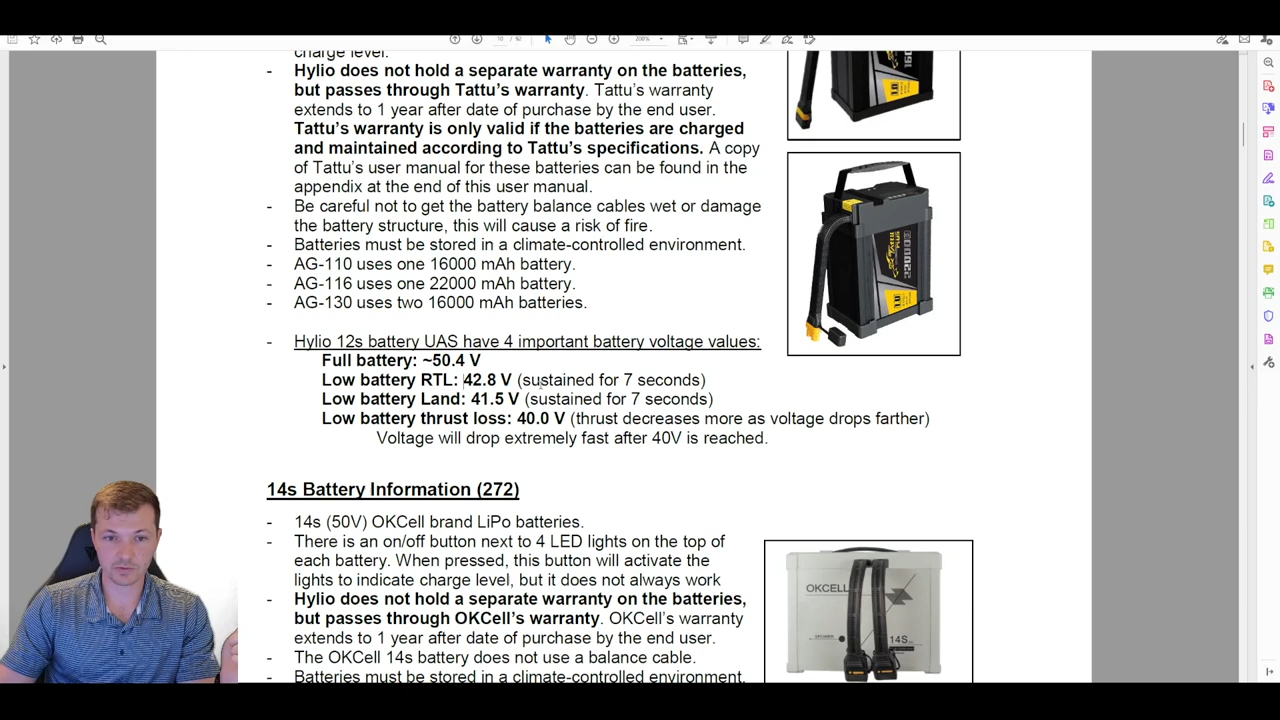 10 / 92
200%
charge level.
- Hylio does not hold a separate warranty on the batteries,
but passes through Tattu's warranty. Tattu's warranty
extends to 1 year after date of purchase by the end user.
Tattu's warranty is only valid if the batteries are charged
and maintained according to Tattu's specifications. A copy
of Tattu's user manual for these batteries can be found in the
appendix at the end of this user manual.
- Be careful not to get the battery balance cables wet or damage
the battery structure, this will cause a risk of fire.
- Batteries must be stored in a climate-controlled environment.
- AG-110 uses one 16000 mAh battery.
- AG-116 uses one 22000 mAh battery.
- AG-130 uses two 16000 mAh batteries.
- Hylio 12s battery UAS have 4 important battery voltage values:
Full battery: ~50.4 V
Low battery RTL: 42.8 V (sustained for 7 seconds)
Low battery Land: 41.5 V (sustained for 7 seconds)
Low battery thrust loss: 40.0 V (thrust decreases more as voltage drops farther)
Voltage will drop extremely fast after 40V is reached.
14s Battery Information (272)
- 14s (50V) OKCell brand LiPo batteries.
- There is an on/off button next to 4 LED lights on the top of
each battery. When pressed, this button will activate the
lights to indicate charge level, but it does not always work
- Hylio does not hold a separate warranty on the batteries,
but passes through OKCell's warranty. OKCell's warranty
extends to 1 year after date of purchase by the end user.
- The OKCell 14s battery does not use a balance cable.
- Batteries must be stored in a climate-controlled environment.
TATTU
22000
1.0
OKCELL
14S